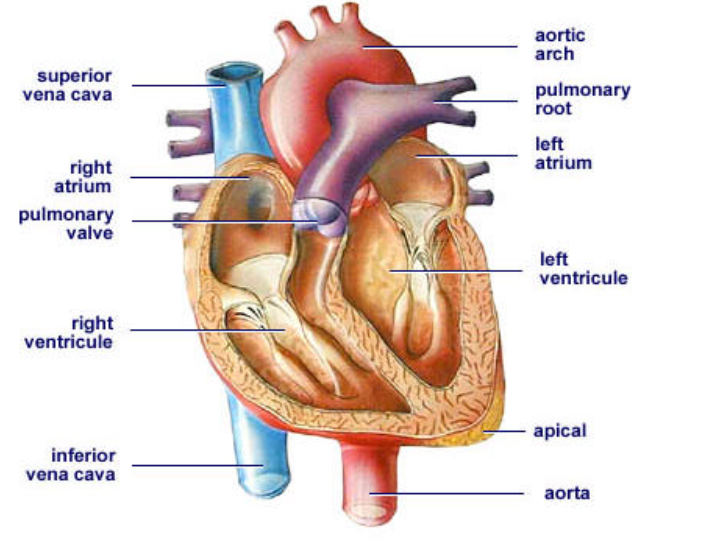 superior
vena cava
right
atrium
pulmonary
valve
right
ventricule
inferior
vena cava
aortic
arch
pulmonary
root
left
atrium
left
ventricule
apical
aorta